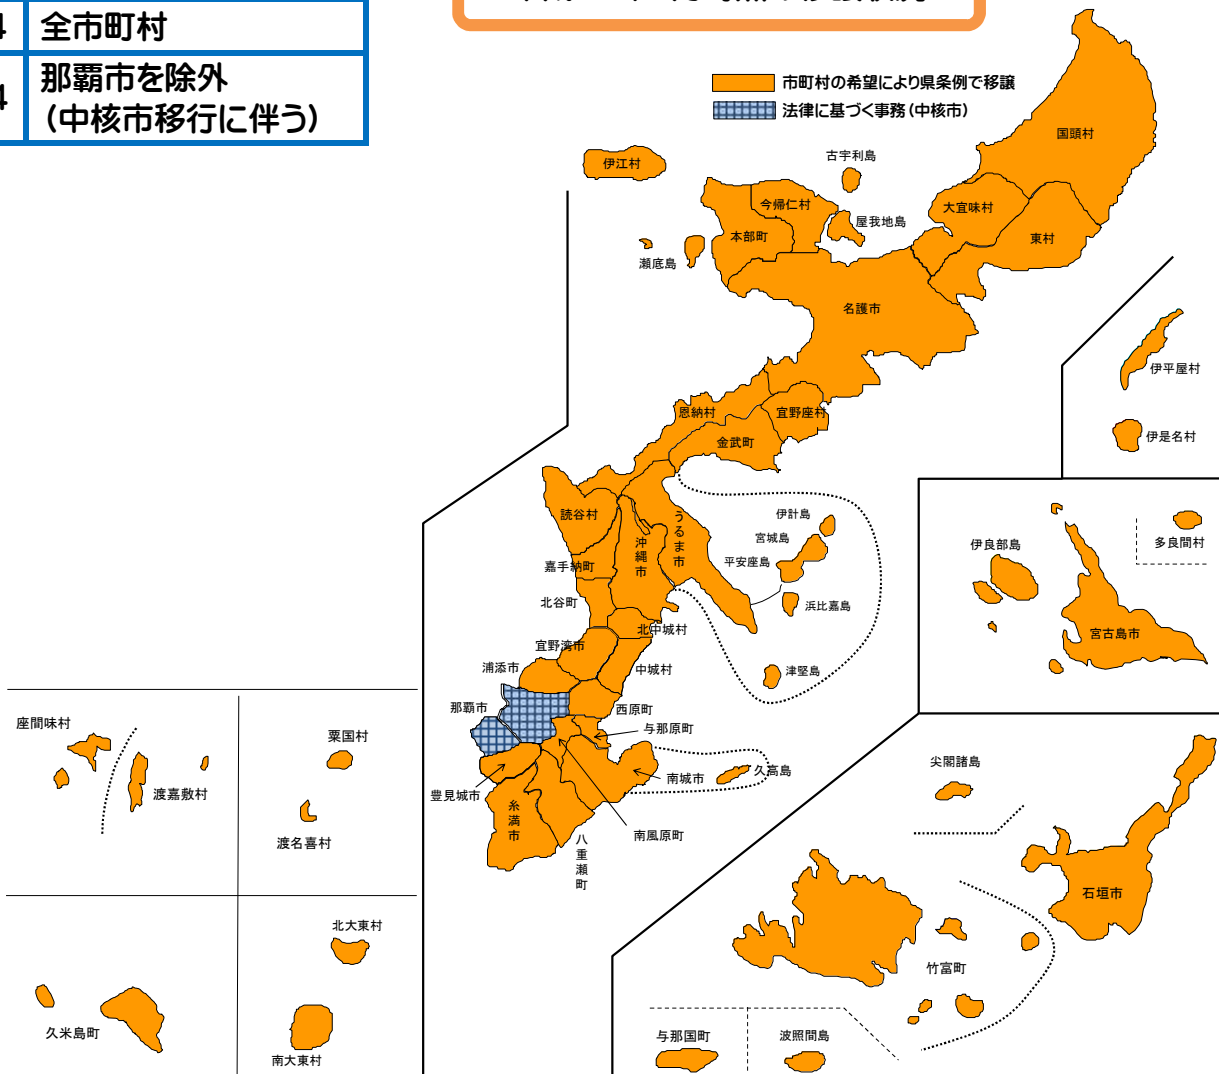 4 全市町村
4 那覇市を除外
（中核市移行に伴う）
市町村の希望により県条例で移譲
法律に基づく事務（中核市）
国頭村
古宇利島
伊江村
今帰仁村
大宜味村
屋我地島
本部町
東村
瀬底島
名護市
伊平屋村
恩納村
宜野座村
伊是名村
金武町
読谷村
うるま市
伊計島
宮城島
沖縄市
多良間村
伊良部島
平安座島
嘉手納町
北谷町
浜比嘉島
北中城村
宮古島市
宜野湾市
浦添市
中城村
津堅島
那覇市
西原町
座間味村
与那原町
粟国村
尖閣諸島
久高島
南城市
渡嘉敷村
豊見城市
糸満市
南風原町
渡名喜村
八重瀬町
石垣市
北大東村
竹富町
久米島町
与那国町
波照間島
南大東村